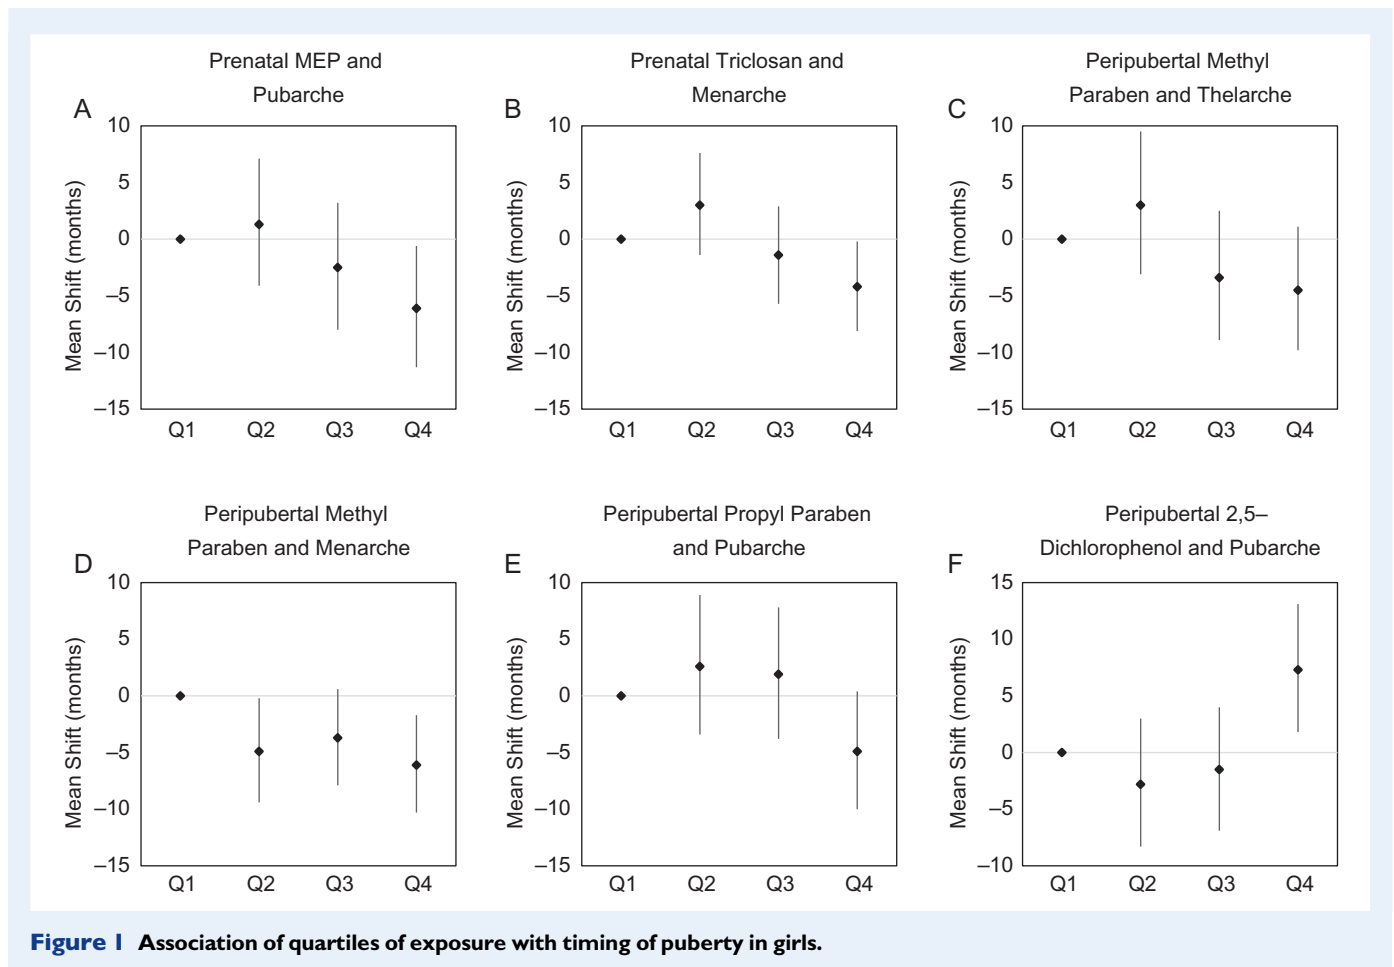 Prenatal MEP and
Pubarche
A
10
5
0
–5
–10
–15
Mean Shift (months)
Q1 Q2 Q3 Q4
Prenatal Triclosan and
Menarche
B
10
5
0
–5
–10
–15
Mean Shift (months)
Q1 Q2 Q3 Q4
Peripubertal Methyl
Paraben and Thelarche
C
10
5
0
–5
–10
–15
Mean Shift (months)
Q1 Q2 Q3 Q4
Peripubertal Methyl
Paraben and Menarche
D
10
5
0
–5
–10
–15
Mean Shift (months)
Q1 Q2 Q3 Q4
Peripubertal Propyl Paraben
and Pubarche
E
10
5
0
–5
–10
–15
Mean Shift (months)
Q1 Q2 Q3 Q4
Peripubertal 2,5–
Dichlorophenol and Pubarche
F
15
10
5
0
–5
–10
Mean Shift (months)
Q1 Q2 Q3 Q4
Figure 1 Association of quartiles of exposure with timing of puberty in girls.